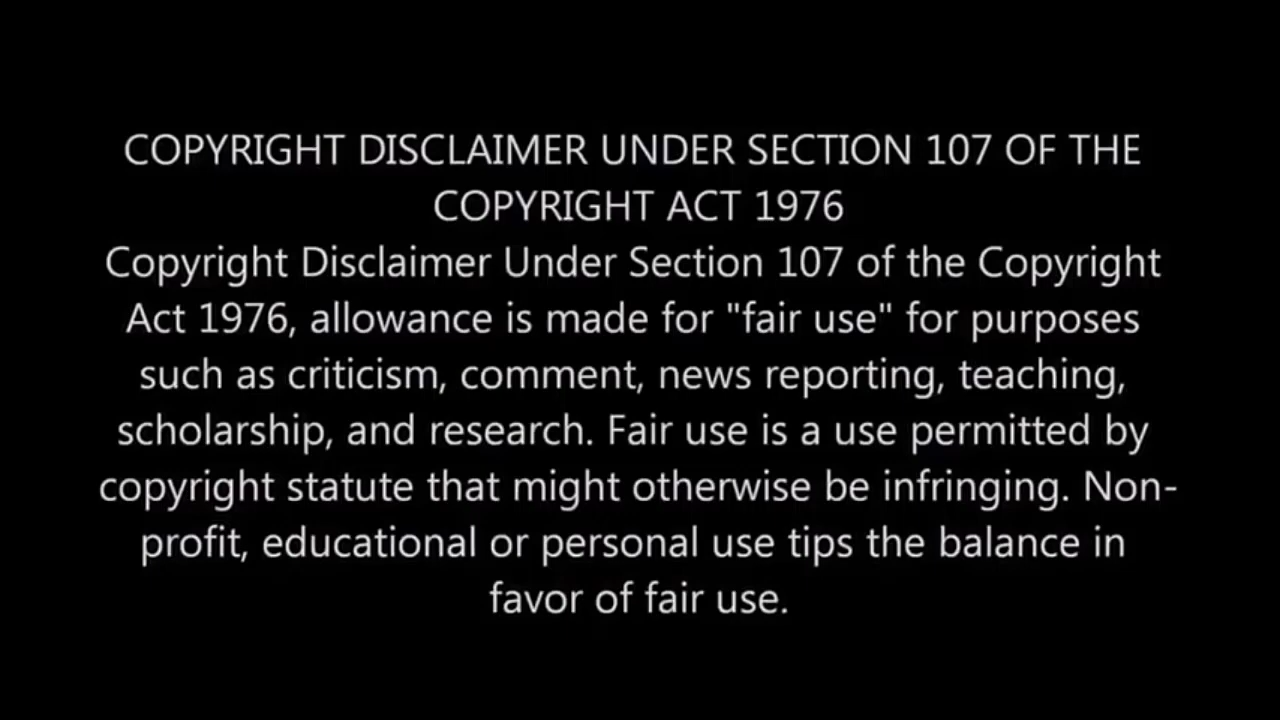 COPYRIGHT DISCLAIMER UNDER SECTION 107 OF THE
COPYRIGHT ACT 1976
Copyright Disclaimer Under Section 107 of the Copyright
Act 1976, allowance is made for "fair use" for purposes
such as criticism, comment, news reporting, teaching,
scholarship, and research. Fair use is a use permitted by
copyright statute that might otherwise be infringing. Non-
profit, educational or personal use tips the balance in
favor of fair use.